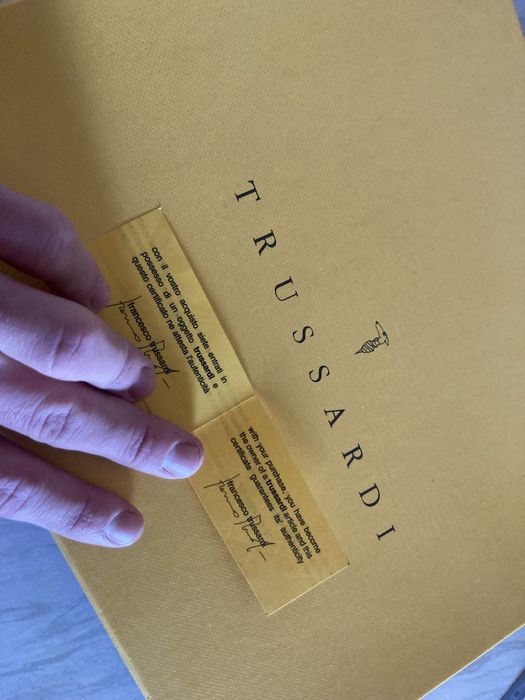 TRUSSARDI
con il vostro acquisto siete entrati in
possesso di un oggetto trussardi e
questo certificato ne attesta l'autenticità
francesco trussardi
with your purchase, you have become
the owner of a trussardi article and this
certificate guarantees its' authenticity
francesco trussardi